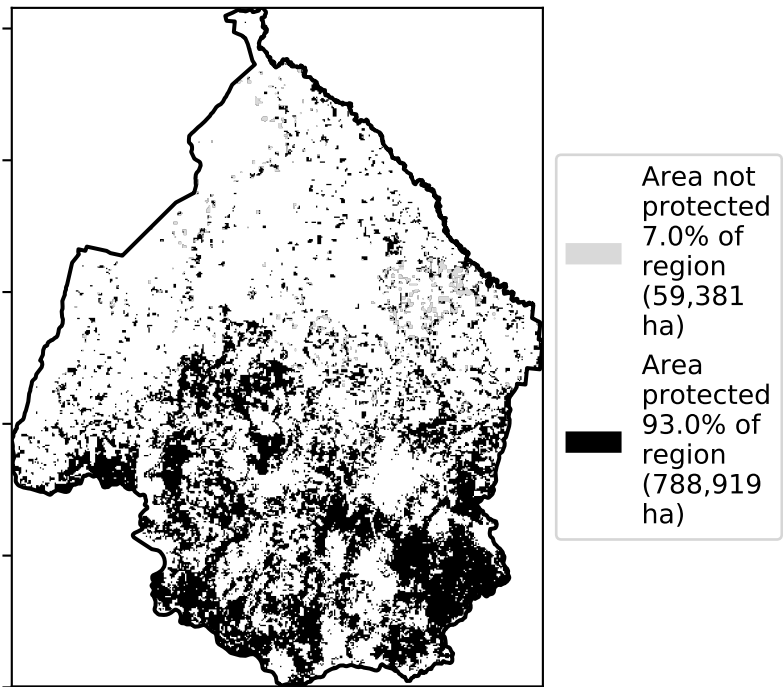 Area not
protected
7.0% of
region
(59,381
ha)
Area
protected
93.0% of
region
(788,919
ha)